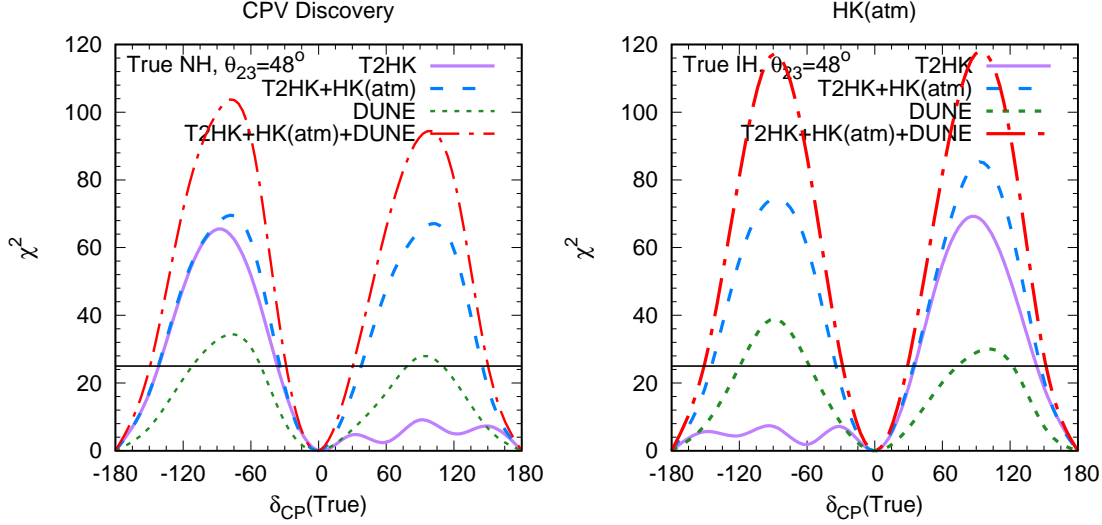 CPV Discovery
True NH, θ23=48o
T2HK
T2HK+HK(atm)
DUNE
T2HK+HK(atm)+DUNE
χ2
0
20
40
60
80
100
120
-180
-120
-60
0
60
120
180
δCP(True)
HK(atm)
True IH, θ23=48o
T2HK
T2HK+HK(atm)
DUNE
T2HK+HK(atm)+DUNE
χ2
0
20
40
60
80
100
120
-180
-120
-60
0
60
120
180
δCP(True)